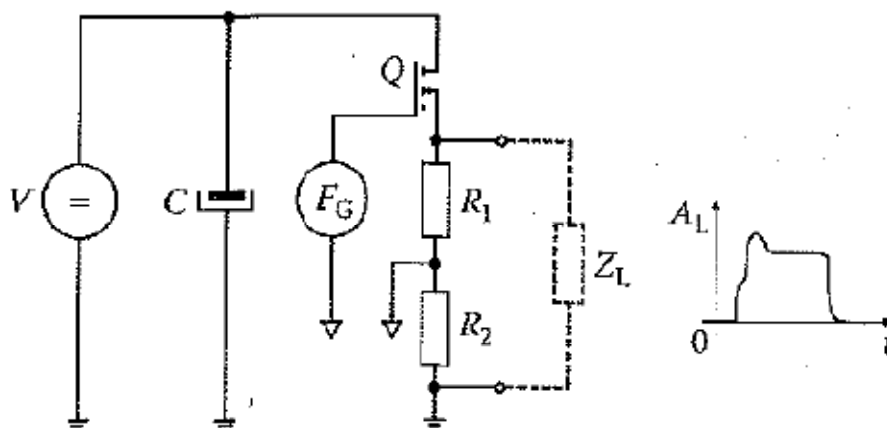 Q
V
=
C
F_G
R_1
R_2
Z_L
A_L
0
t